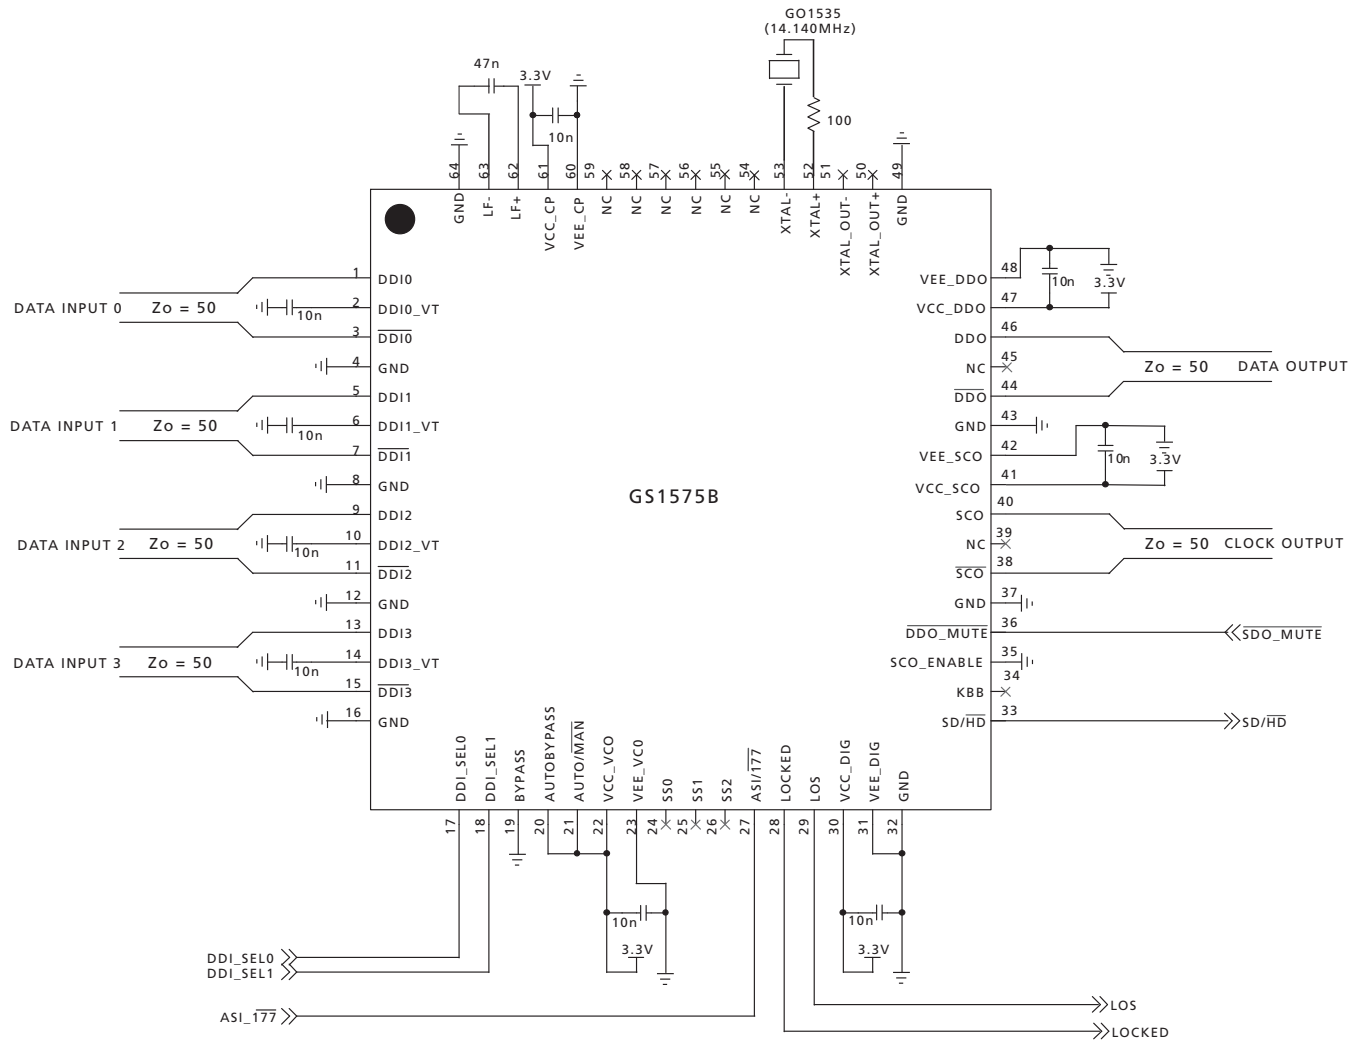 GO1535
(14.140MHz)
47n
3.3V
10n
100
64
63
62
61
60
59
58
57
56
55
54
53
52
51
50
49
GND
LF-
LF+
VCC_CP
VEE_CP
NC
NC
NC
NC
NC
NC
XTAL-
XTAL+
XTAL_OUT-
XTAL_OUT+
GND
DATA INPUT 0
Zo = 50
1
DDI0
10n
2
DDI0_VT
3
DDI0
4
GND
DATA INPUT 1
Zo = 50
5
DDI1
10n
6
DDI1_VT
7
DDI1
8
GND
DATA INPUT 2
Zo = 50
9
DDI2
10n
10
DDI2_VT
11
DDI2
12
GND
DATA INPUT 3
Zo = 50
13
DDI3
10n
14
DDI3_VT
15
DDI3
16
GND
GS1575B
VEE_DDO
48
10n
3.3V
VCC_DDO
47
DDO
46
NC
45
Zo = 50
DATA OUTPUT
DDO
44
GND
43
VEE_SCO
42
10n
3.3V
VCC_SCO
41
SCO
40
NC
39
Zo = 50
CLOCK OUTPUT
SCO
38
GND
37
DDO_MUTE
36
SDO_MUTE
SCO_ENABLE
35
KBB
34
SD/HD
33
SD/HD
DDI_SEL0
DDI_SEL1
BYPASS
AUTOBYPASS
AUTO/MAN
VCC_VCO
VEE_VC0
SS0
SS1
SS2
ASI/177
LOCKED
LOS
VCC_DIG
VEE_DIG
GND
17
18
19
20
21
22
23
24
25
26
27
28
29
30
31
32
10n
3.3V
10n
3.3V
DDI_SEL0
DDI_SEL1
ASI_177
LOS
LOCKED